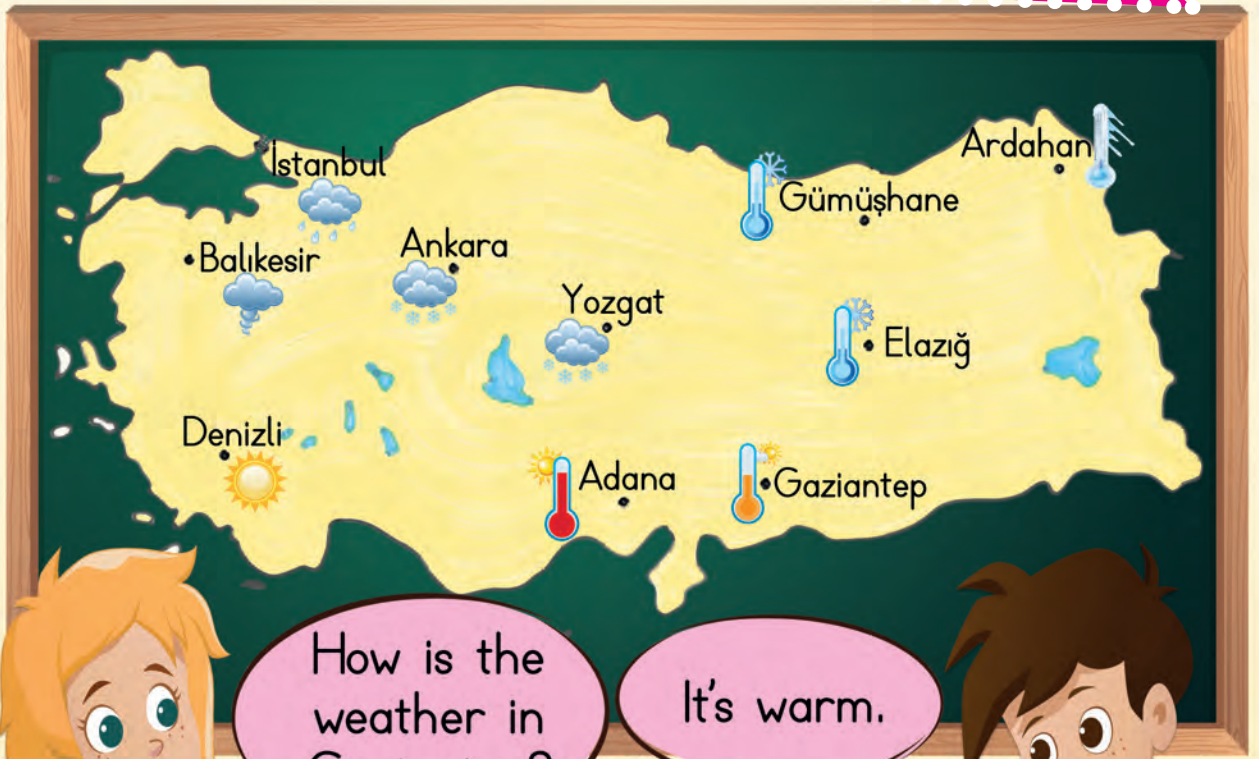 İstanbul
Ardahan
Gümüşhane
Balıkesir
Ankara
Yozgat
Elazığ
Denizli
Adana
Gaziantep
How is the
weather in
It's warm.